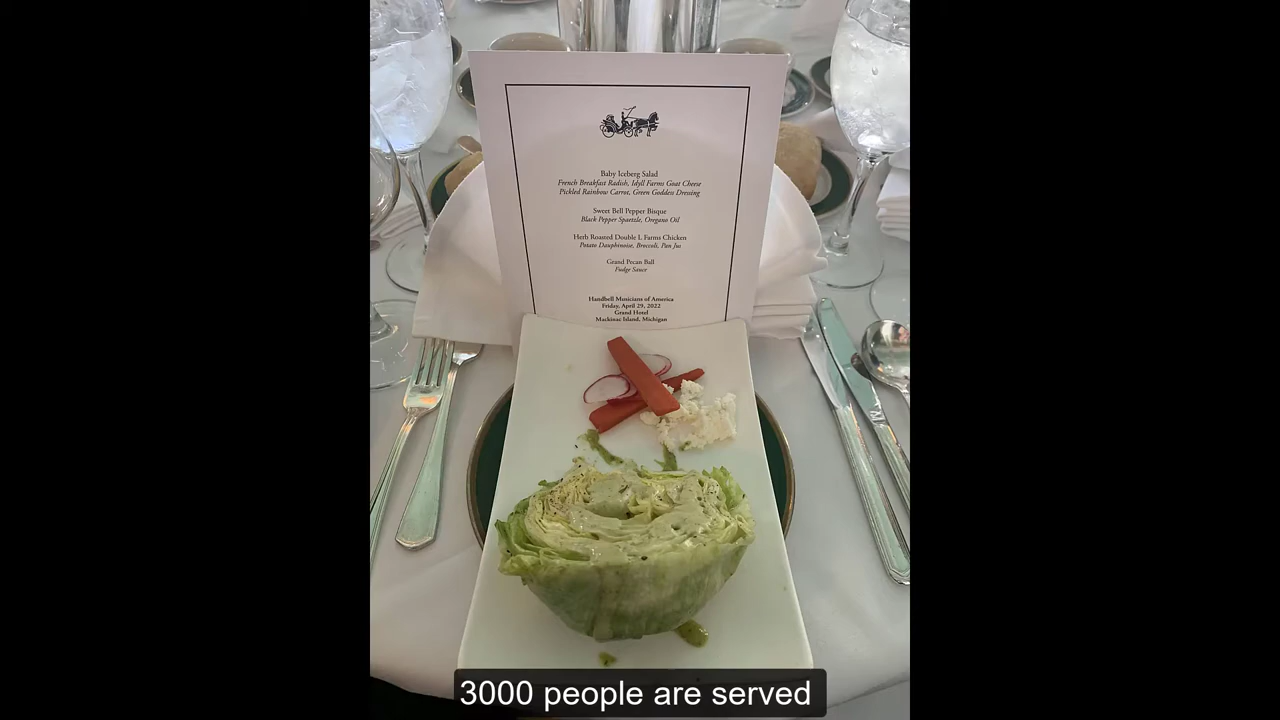 Baby Iceberg Salad
French Breakfast Radish, Idyll Farms Goat Cheese
Pickled Rainbow Carrot, Green Goddess Dressing
Sweet Bell Pepper Bisque
Black Pepper Spaetzle, Oregano Oil
Herb Roasted Double L Farms Chicken
Potato Dauphinoise, Broccoli, Pan Jus
Grand Pecan Ball
Fudge Sauce
Handbell Musicians of America
Friday, April 29, 2022
Grand Hotel
Mackinac Island, Michigan
3000 people are served